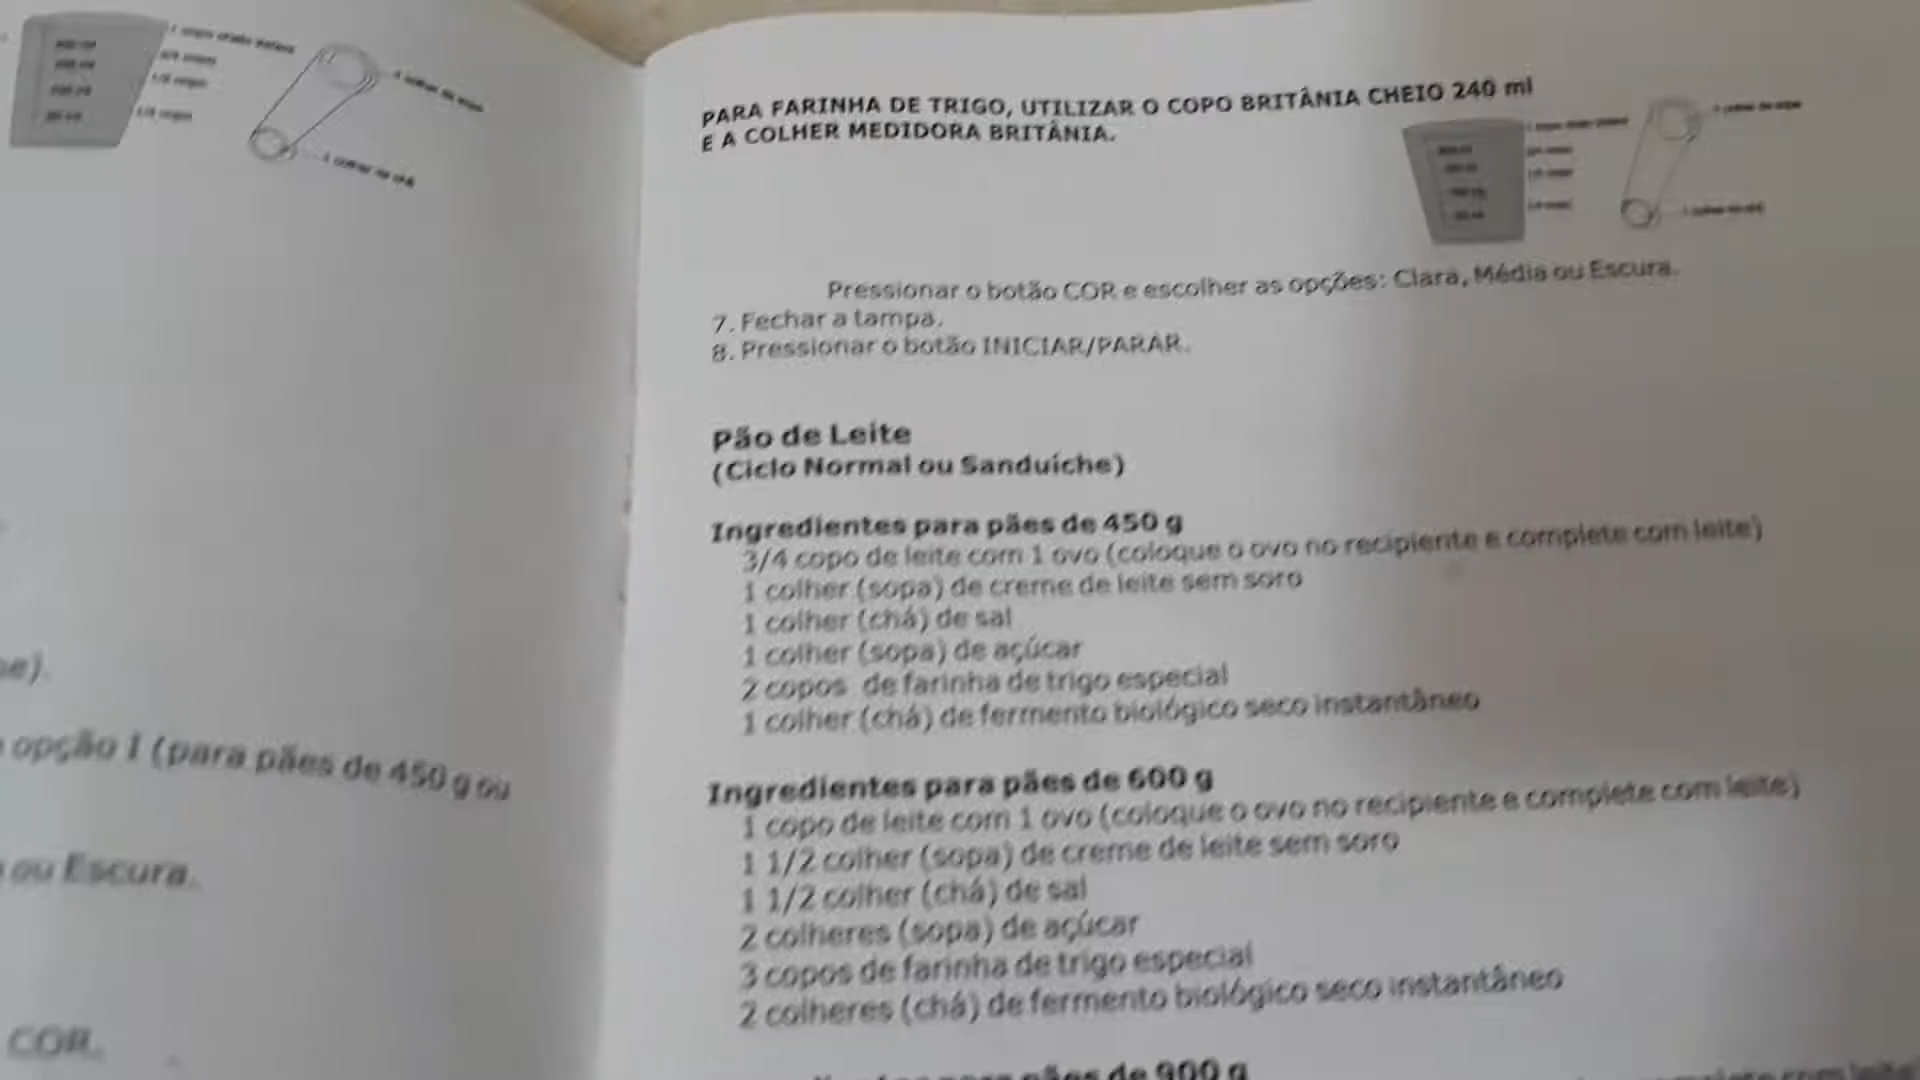 he).
opção I (para pães de 450 g ou
ou Escura.
COR.
PARA FARINHA DE TRIGO, UTILIZAR O COPO BRITÂNIA CHEIO 240 ml
E A COLHER MEDIDORA BRITÂNIA.
Pressionar o botão COR e escolher as opções: Clara, Média ou Escura.
7. Fechar a tampa.
8. Pressionar o botão INICIAR/PARAR.
Pão de Leite
(Ciclo Normal ou Sanduíche)
Ingredientes para pães de 450 g
3/4 copo de leite com 1 ovo (coloque o ovo no recipiente e complete com leite)
1 colher (sopa) de creme de leite sem soro
1 colher (chá) de sal
1 colher (sopa) de açúcar
2 copos de farinha de trigo especial
1 colher (chá) de fermento biológico seco instantâneo
Ingredientes para pães de 600 g
1 copo de leite com 1 ovo (coloque o ovo no recipiente e complete com leite)
1 1/2 colher (sopa) de creme de leite sem soro
1 1/2 colher (chá) de sal
2 colheres (sopa) de açúcar
3 copos de farinha de trigo especial
2 colheres (chá) de fermento biológico seco instantâneo
pães de 900 g